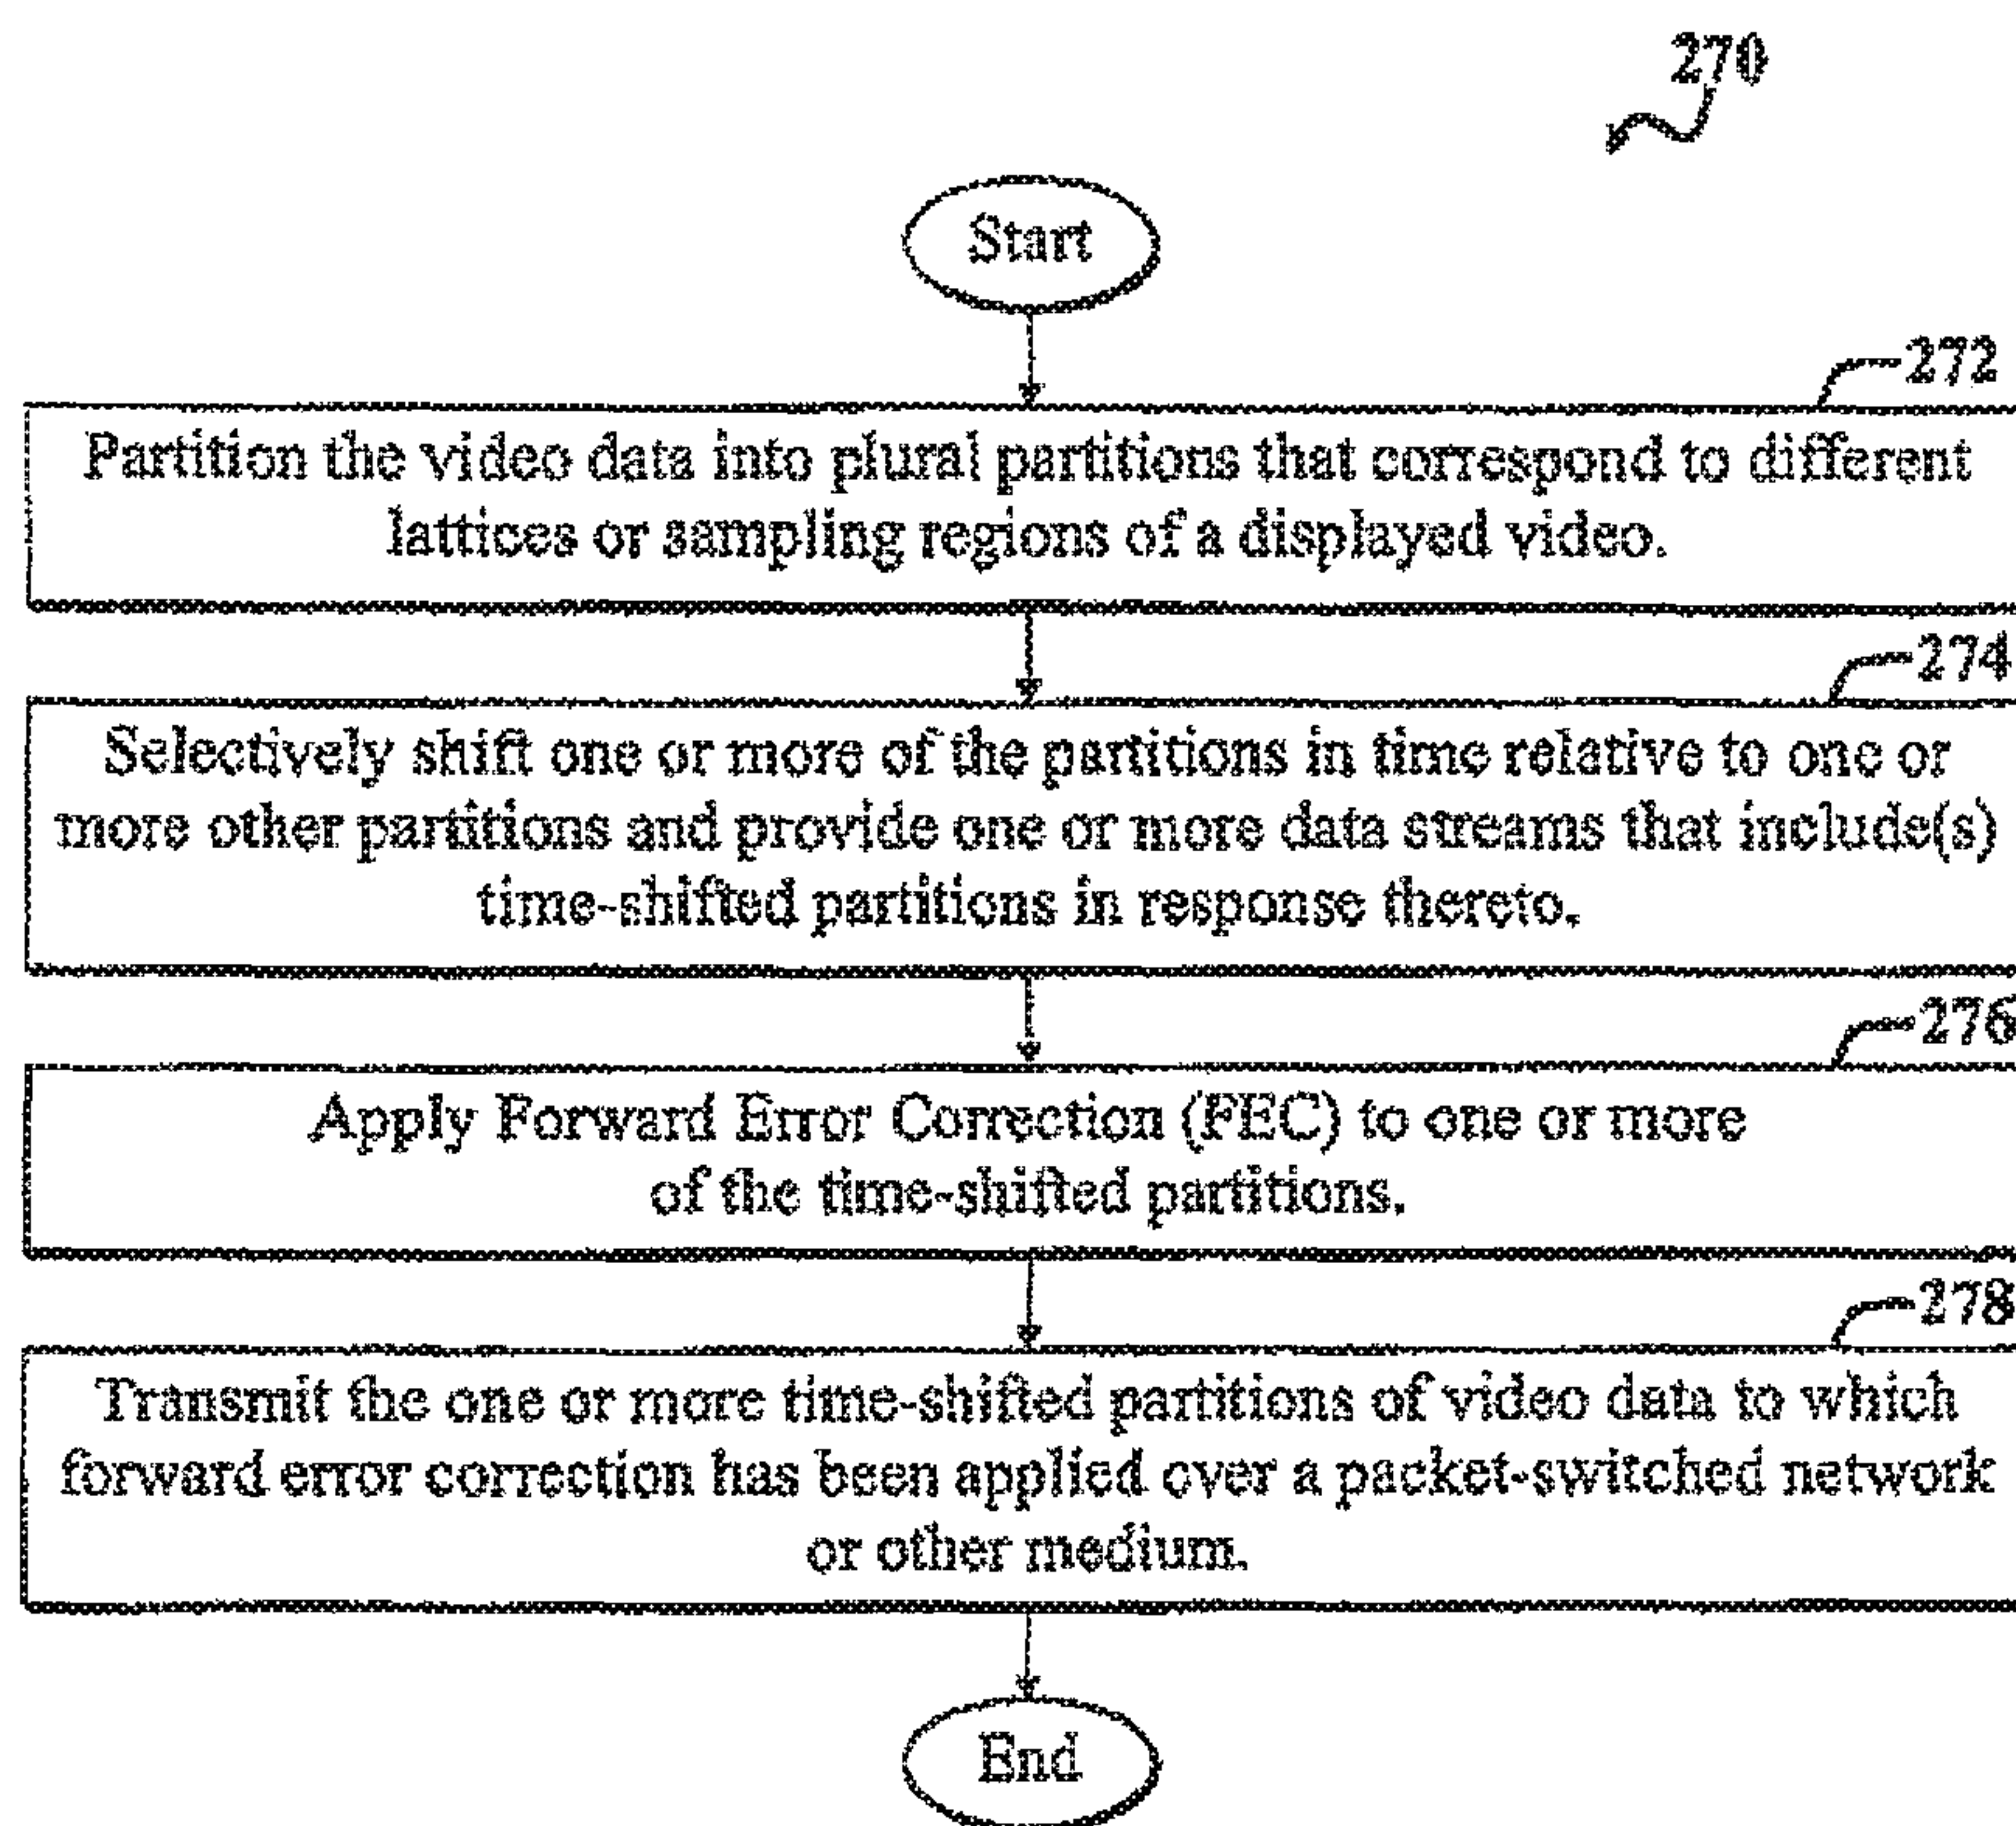 270
Start
272
Partition the video data into plural partitions that correspond to different
lattices or sampling regions of a displayed video.
274
Selectively shift one or more of the partitions in time relative to one or
more other partitions and provide one or more data streams that include(s)
time-shifted partitions in response thereto.
276
Apply Forward Error Correction (FEC) to one or more
of the time-shifted partitions.
278
Transmit the one or more time-shifted partitions of video data to which
forward error correction has been applied over a packet-switched network
or other medium.
End